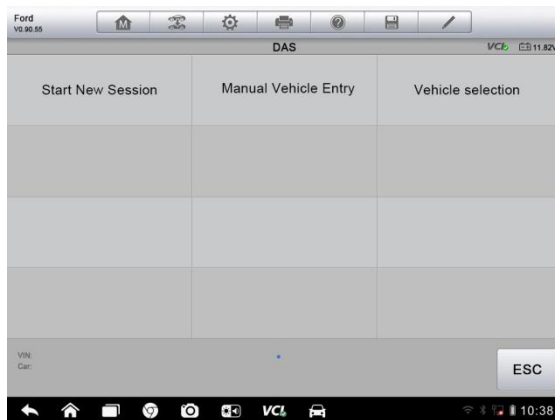 Ford
V0.90.55
M
DAS
VCI
11.82V
Start New Session
Manual Vehicle Entry
Vehicle selection
VIN:
Car:
ESC
VCI
10:38